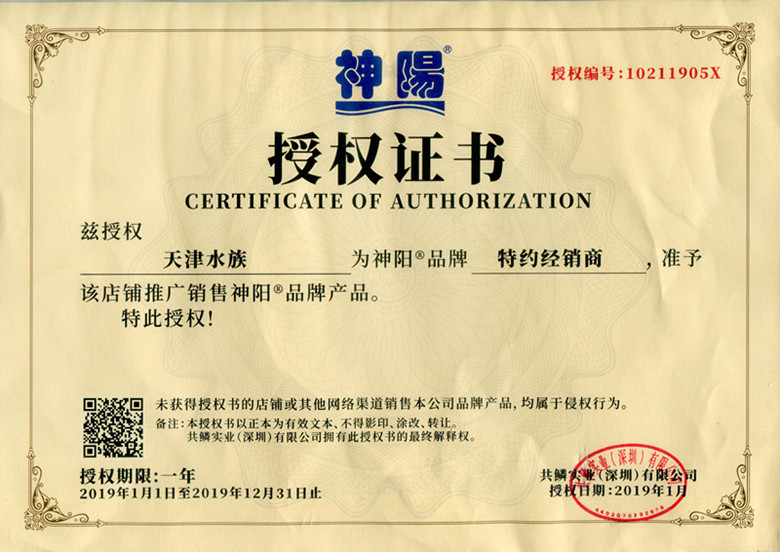 神陽®
授权编号:10211905X
授权证书
CERTIFICATE OF AUTHORIZATION
兹授权
天津水族 为神阳®品牌 特约经销商 ,准予
该店铺推广销售神阳®品牌产品。
特此授权!
未获得授权书的店铺或其他网络渠道销售本公司品牌产品,均属于侵权行为。
备注:本授权书以正本为有效文本、不得影印、涂改、转让。
共鳞实业(深圳)有限公司拥有此授权书的最终解释权。
授权期限:一年
2019年1月1日至2019年12月31日止
共鳞实业(深圳)有限公司
授权日期:2019年1月
实业(深圳)有限公